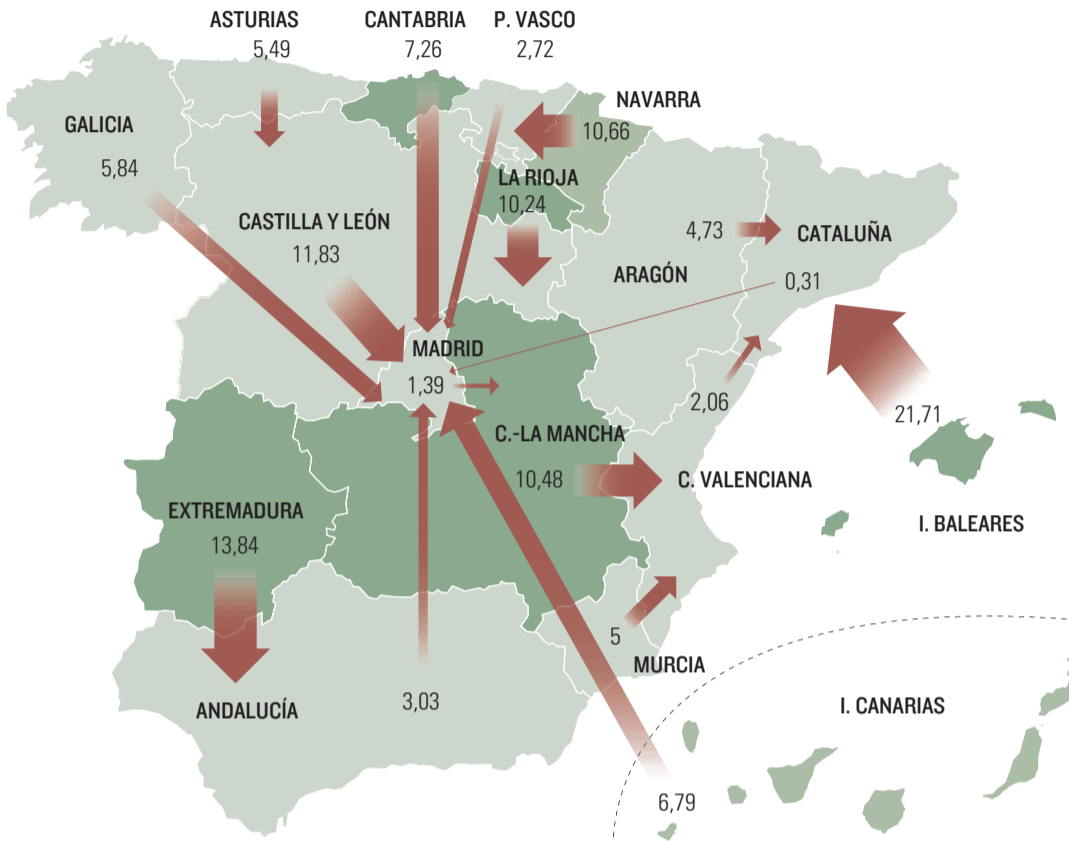 ASTURIAS
5,49
CANTABRIA
7,26
P. VASCO
2,72
NAVARRA
10,66
GALICIA
5,84
LA RIOJA
10,24
CASTILLA Y LEÓN
11,83
4,73
CATALUÑA
0,31
ARAGÓN
MADRID
1,39
2,06
21,71
C.-LA MANCHA
10,48
C. VALENCIANA
EXTREMADURA
13,84
I. BALEARES
5
MURCIA
ANDALUCÍA
3,03
I. CANARIAS
6,79